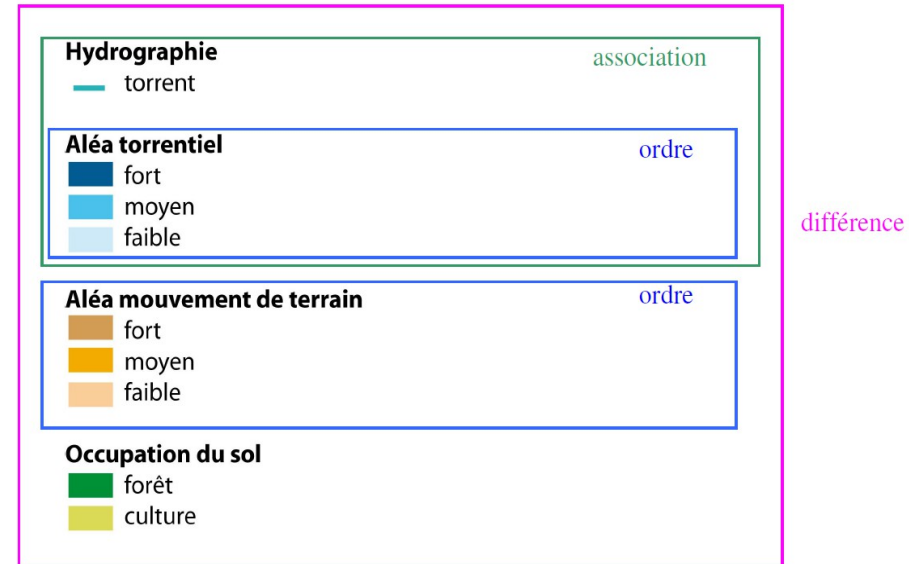 Hydrographie
association
torrent
Aléa torrentiel
ordre
fort
moyen
faible
différence
Aléa mouvement de terrain
ordre
fort
moyen
faible
Occupation du sol
forêt
culture